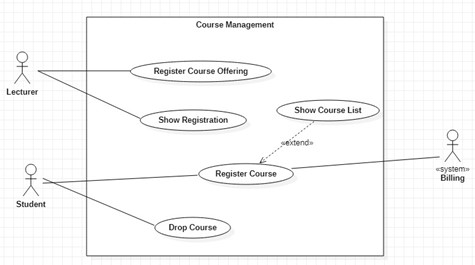 Course Management
Register Course Offering
Lecturer
Show Course List
Show Registration
«extend»
Register Course
«system»
Billing
Student
Drop Course